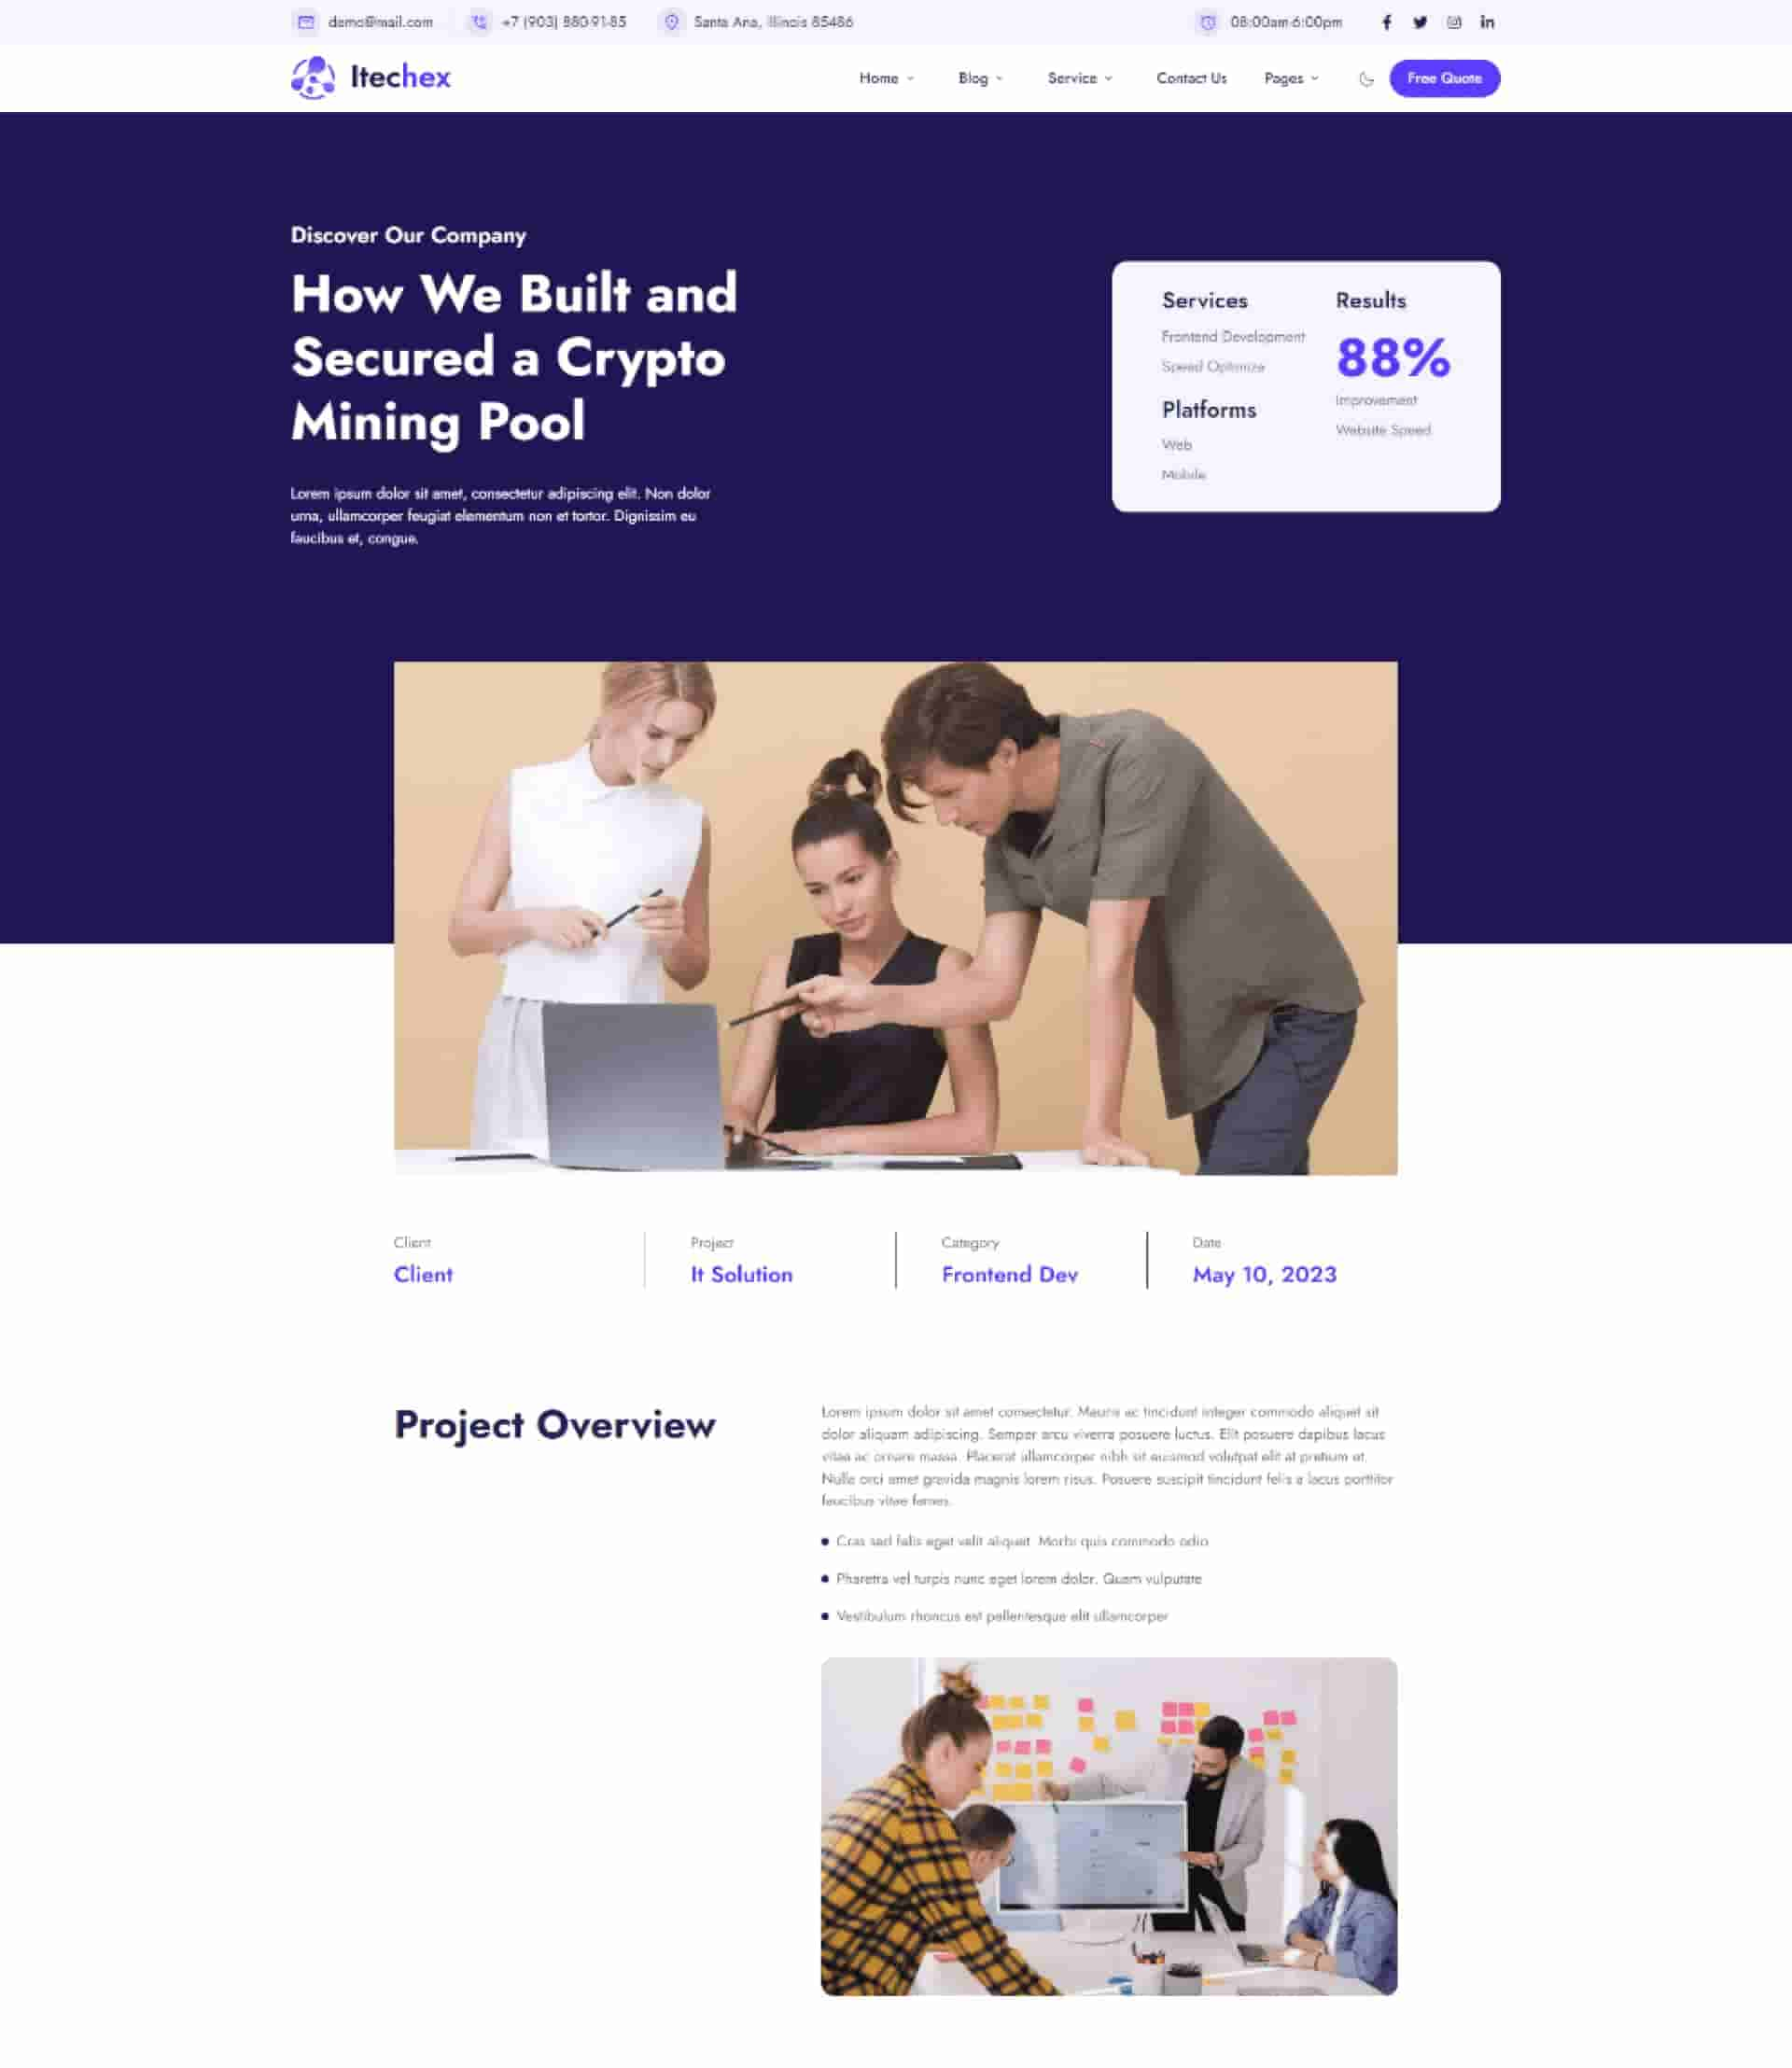 demo@mail.com
+7 (903) 880-91-85
Santa Ana, Illinois 85486
08:00am-6:00pm
Itechex
Home
Blog
Service
Contact Us
Pages
Free Quote
Discover Our Company
How We Built and
Secured a Crypto
Mining Pool
Lorem ipsum dolor sit amet, consectetur adipiscing elit. Non dolor
urna, ullamcorper feugiat elementum non et tortor. Dignissim eu
faucibus et, congue.
Services
Frontend Development
Speed Optimize
Platforms
Web
Mobile
Results
88%
Improvement
Website Speed
Client
Client
Project
It Solution
Category
Frontend Dev
Date
May 10, 2023
Project Overview
Lorem ipsum dolor sit amet consectetur. Mauris ac tincidunt integer commodo aliquet sit
dolor aliquam adipiscing. Semper arcu viverra posuere luctus. Elit posuere dapibus lacus
vitae ac ornare massa. Placerat ullamcorper nibh sit euismod volutpat elit at pretium et.
Nulla orci amet gravida magnis lorem risus. Posuere suscipit tincidunt felis a lacus porttitor
faucibus vitae fames.
Cras sed felis eget velit aliquet. Morbi quis commodo odio
Pharetra vel turpis nunc eget lorem dolor. Quam vulputate
Vestibulum rhoncus est pellentesque elit ullamcorper